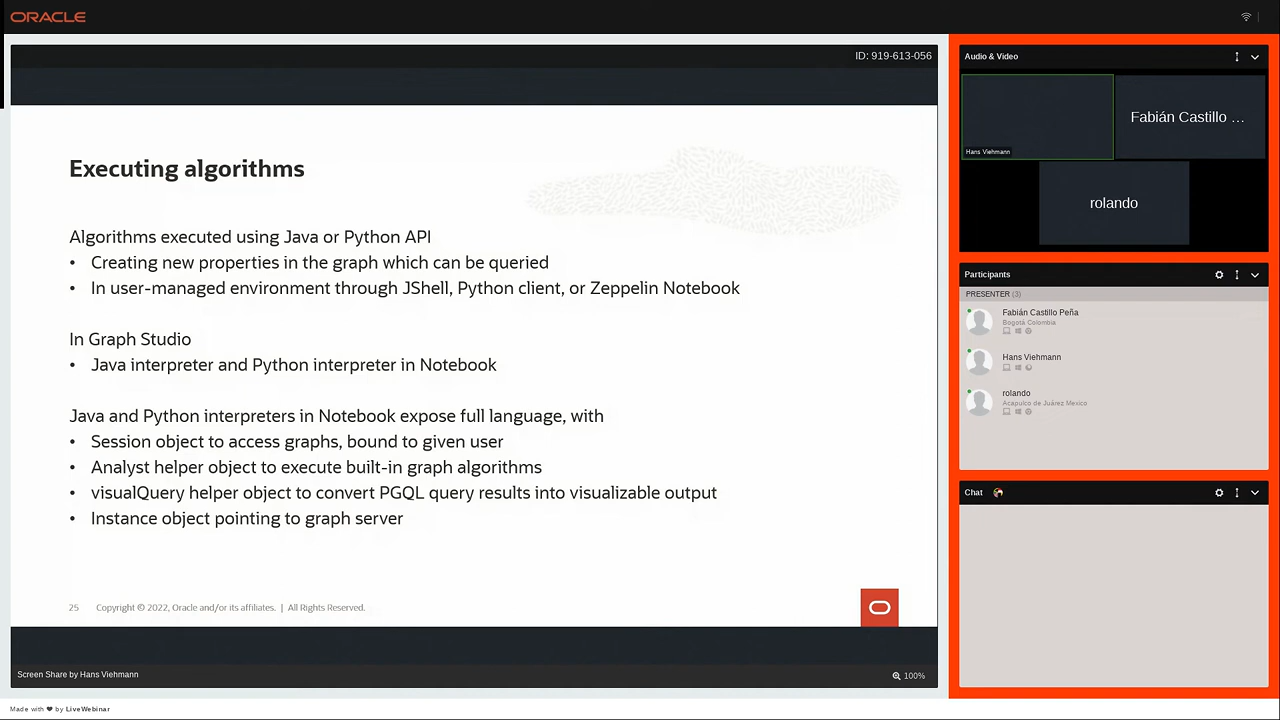 ORACLE
ID: 919-613-056
Executing algorithms
Algorithms executed using Java or Python API
• Creating new properties in the graph which can be queried
• In user-managed environment through JShell, Python client, or Zeppelin Notebook
In Graph Studio
• Java interpreter and Python interpreter in Notebook
Java and Python interpreters in Notebook expose full language, with
• Session object to access graphs, bound to given user
• Analyst helper object to execute built-in graph algorithms
• visualQuery helper object to convert PGQL query results into visualizable output
• Instance object pointing to graph server
25 Copyright © 2022, Oracle and/or its affiliates. | All Rights Reserved.
Screen Share by Hans Viehmann
100%
Made with ❤ by LiveWebinar
Audio & Video
Hans Viehmann
Fabián Castillo …
rolando
Participants
PRESENTER (3)
Fabián Castillo Peña
Bogotá Colombia
Hans Viehmann
rolando
Acapulco de Juárez Mexico
Chat